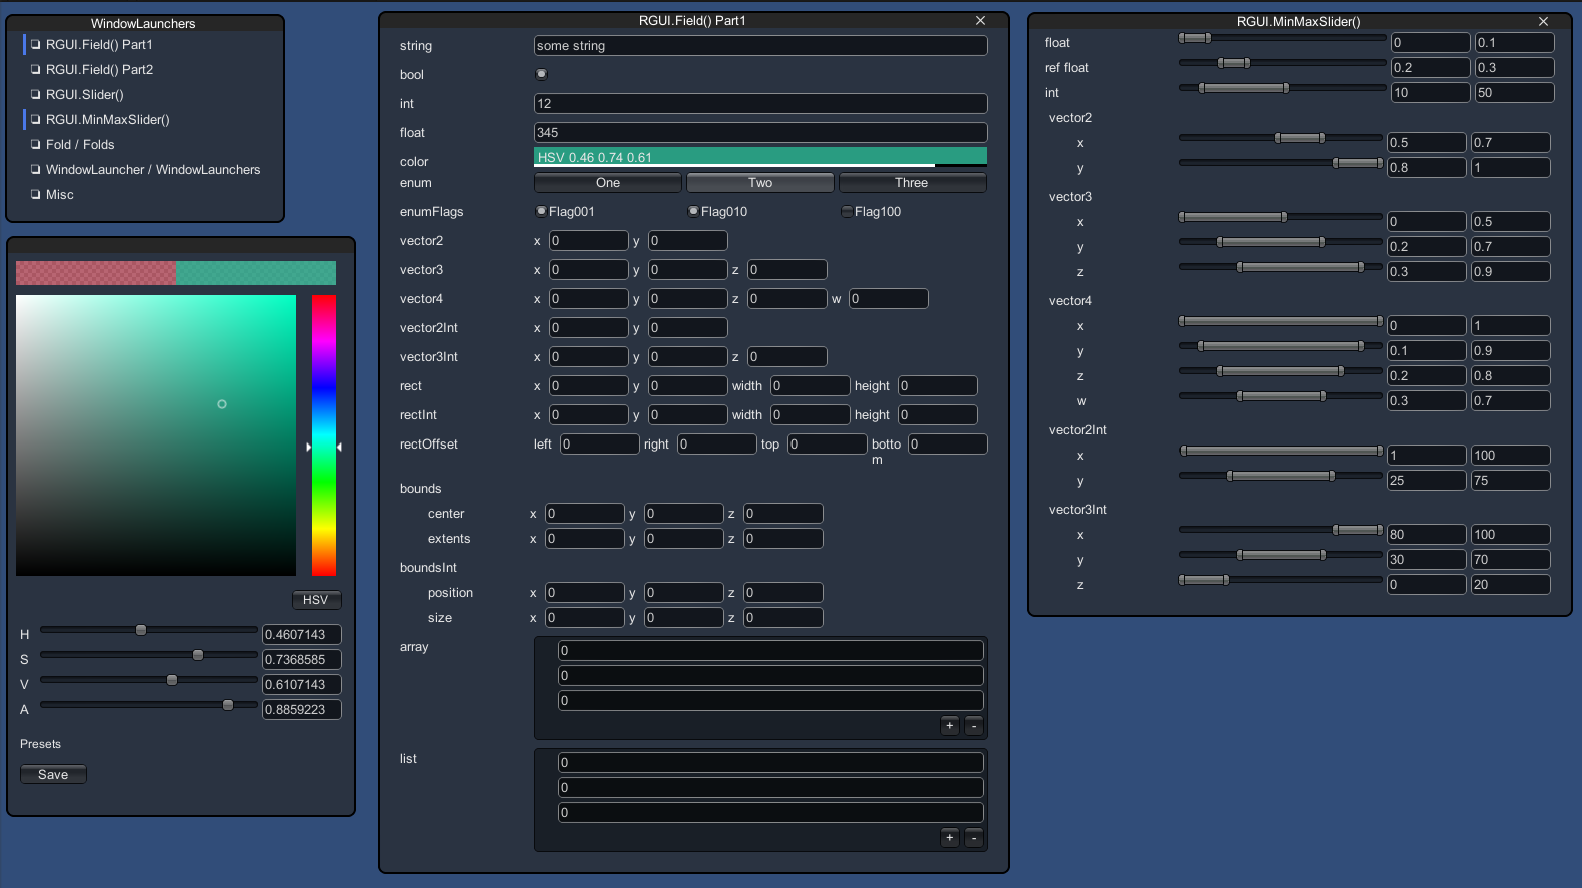 WindowLaunchers
RGUI.Field() Part1
RGUI.Field() Part2
RGUI.Slider()
RGUI.MinMaxSlider()
Fold / Folds
WindowLauncher / WindowLaunchers
Misc
HSV
H 0.4607143
S 0.7368585
V 0.6107143
A 0.8859223
Presets
Save
RGUI.Field() Part1
string some string
bool
int 12
float 345
color HSV 0.46 0.74 0.61
enum One Two Three
enumFlags Flag001 Flag010 Flag100
vector2 x 0 y 0
vector3 x 0 y 0 z 0
vector4 x 0 y 0 z 0 w 0
vector2Int x 0 y 0
vector3Int x 0 y 0 z 0
rect x 0 y 0 width 0 height 0
rectInt x 0 y 0 width 0 height 0
rectOffset left 0 right 0 top 0 botto 0
m
bounds
center x 0 y 0 z 0
extents x 0 y 0 z 0
boundsInt
position x 0 y 0 z 0
size x 0 y 0 z 0
array 0
0
0
+ -
list 0
0
0
+ -
RGUI.MinMaxSlider()
float 0 0.1
ref float 0.2 0.3
int 10 50
vector2
x 0.5 0.7
y 0.8 1
vector3
x 0 0.5
y 0.2 0.7
z 0.3 0.9
vector4
x 0 1
y 0.1 0.9
z 0.2 0.8
w 0.3 0.7
vector2Int
x 1 100
y 25 75
vector3Int
x 80 100
y 30 70
z 0 20